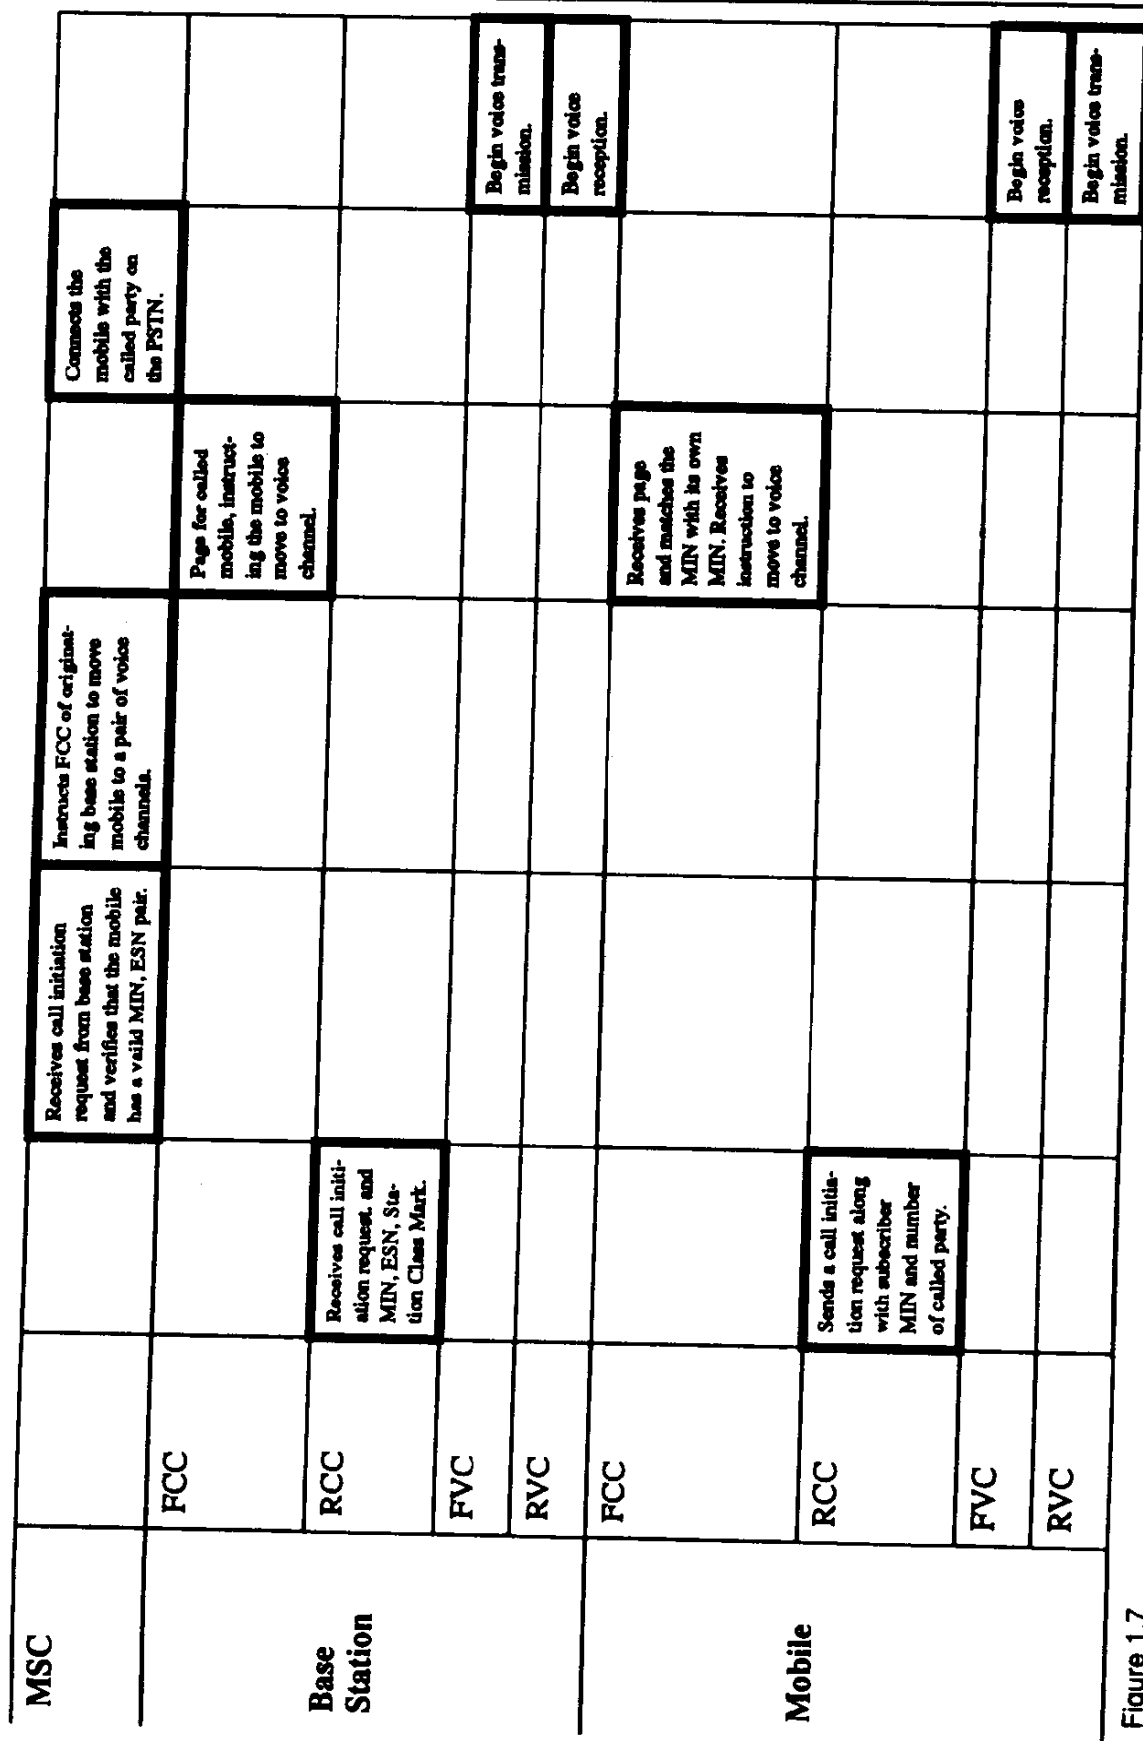 MSC
Receives call initiation
request from base station
and verifies that the mobile
has a vaild MIN, ESN pair.
Instructs FCC of originat-
ing base station to move
mobile to a pair of voice
channels.
Connects the
mobile with the
called party on
the PSTN.
Base
Station
FCC
Page for called
mobile, instruct-
ing the mobile to
move to voice
channel.
RCC
Receives call initi-
ation request. and
MIN, ESN, Sta-
tion Class Mark.
FVC
Begin voice trans-
mission.
RVC
Begin voice
reception.
Mobile
FCC
Receives page
and matches the
MIN with its own
MIN. Receives
instruction to
move to voice
channel.
RCC
Sends a call initia-
tion request along
with subscriber
MIN and number
of called party.
FVC
Begin voice
reception.
RVC
Begin voice trans-
mission.
Figure 1.7